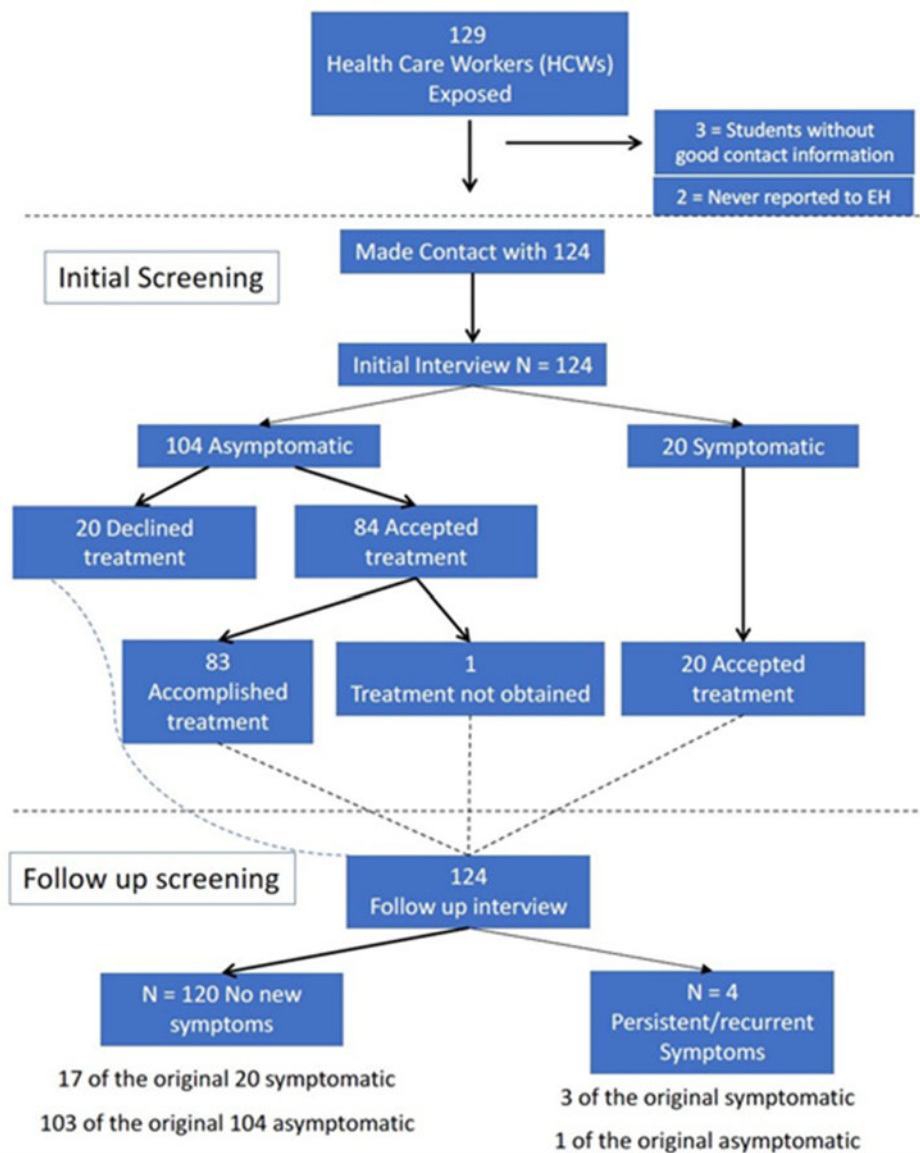 129
Health Care Workers (HCWs)
Exposed
3 = Students without
good contact information
2 = Never reported to EH
Made Contact with 124
Initial Screening
Initial Interview N = 124
104 Asymptomatic
20 Symptomatic
20 Declined
treatment
84 Accepted
treatment
83
Accomplished
treatment
1
Treatment not obtained
20 Accepted
treatment
Follow up screening
124
Follow up interview
N = 120 No new
symptoms
N = 4
Persistent/recurrent
Symptoms
17 of the original 20 symptomatic
103 of the original 104 asymptomatic
3 of the original symptomatic
1 of the original asymptomatic